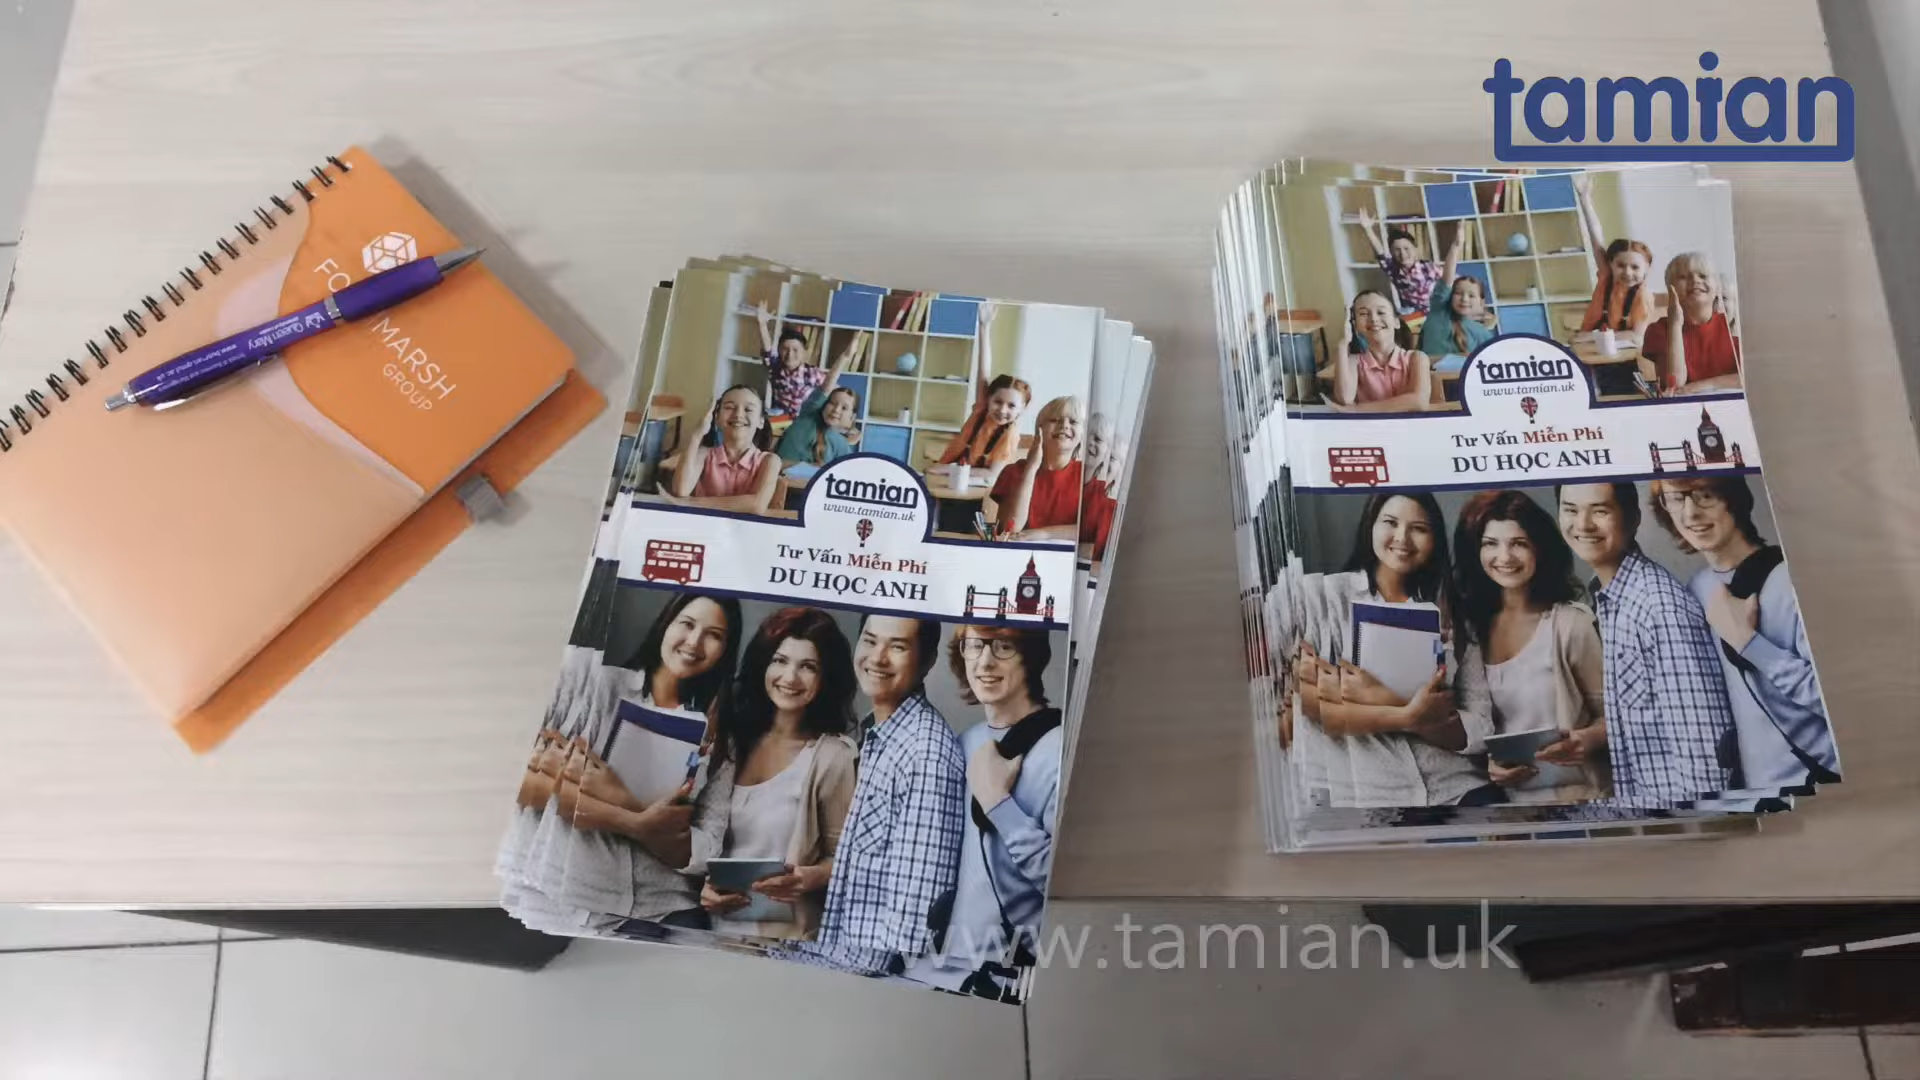 tamian
FO
MARSH
GROUP
Queen Mary
tamian
www.tamian.uk
Tư Vấn Miễn Phí
DU HỌC ANH
tamian
www.tamian.uk
Tư Vấn Miễn Phí
DU HỌC ANH
www.tamian.uk